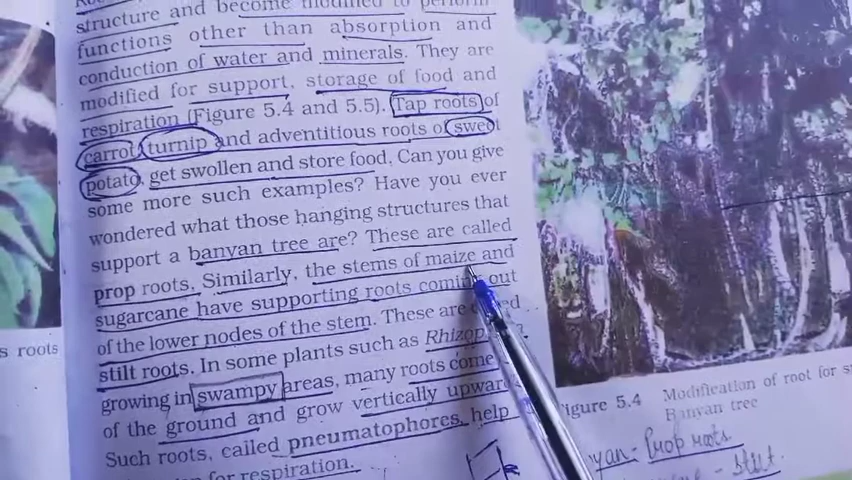 structure and become modified to perform
functions other than absorption and
conduction of water and minerals. They are
modified for support, storage of food and
respiration (Figure 5.4 and 5.5). Tap roots of
carrot, turnip and adventitious roots of sweet
potato, get swollen and store food. Can you give
some more such examples? Have you ever
wondered what those hanging structures that
support a banyan tree are? These are called
prop roots. Similarly, the stems of maize and
sugarcane have supporting roots coming out
of the lower nodes of the stem. These are called
stilt roots. In some plants such as
growing in swampy areas, many roots come
of the ground and grow vertically upwards
Such roots, called pneumatophores, help
for respiration.
s roots
Figure 5.4 Modification of root for
Banyan tree
Prop roots
- stilt